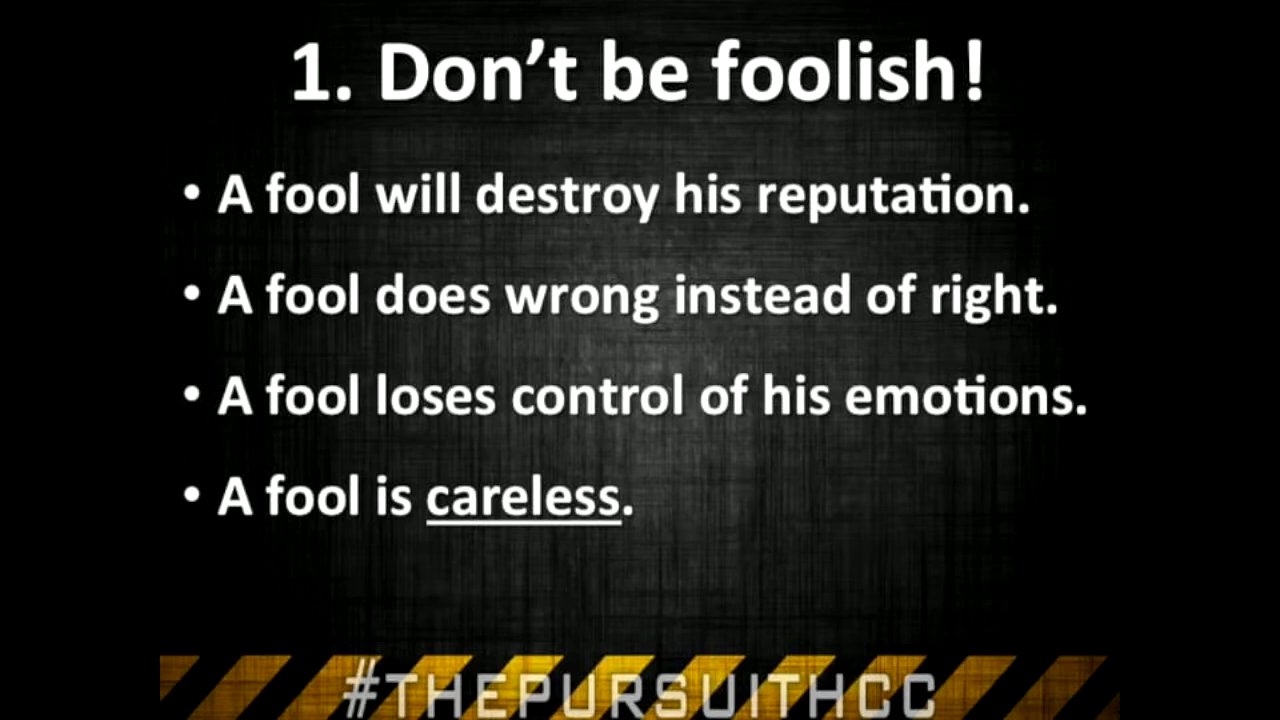 1. Don’t be foolish!
• A fool will destroy his reputation.
• A fool does wrong instead of right.
• A fool loses control of his emotions.
• A fool is careless.
#THEPURSUITHCC